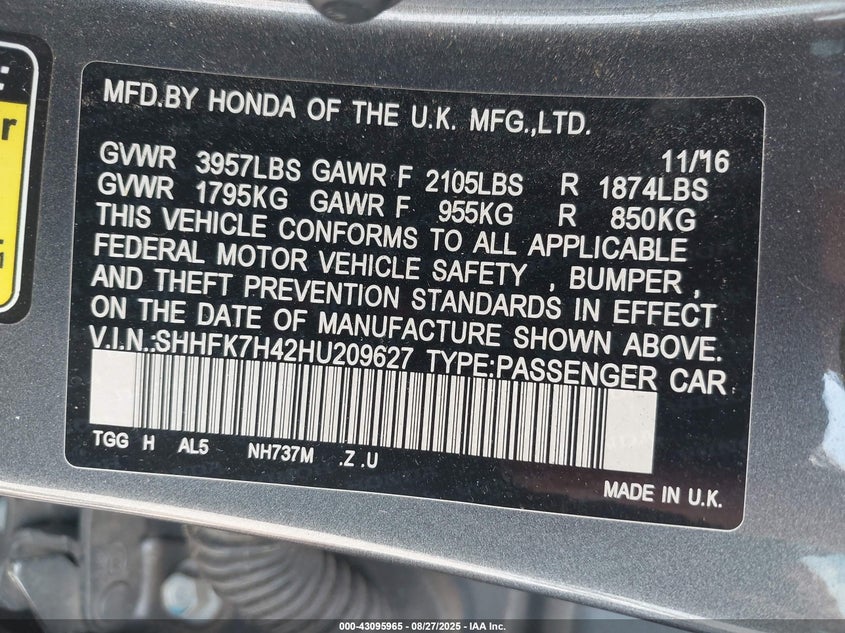 MFD.BY HONDA OF THE U.K. MFG.,LTD.
11/'16
GVWR 3957LBS GAWR F 2105LBS R 1874LBS
GVWR 1795KG GAWR F 955KG R 850KG
THIS VEHICLE CONFORMS TO ALL APPLICABLE
FEDERAL MOTOR VEHICLE SAFETY , BUMPER ,
AND THEFT PREVENTION STANDARDS IN EFFECT
ON THE DATE OF MANUFACTURE SHOWN ABOVE.
V.I.N.:SHHFK7H42HU209627 TYPE:PASSENGER CAR
TGG H AL5 NH737M .Z .U
MADE IN U.K.
000-43095965 | 08/27/2025 | IAA Inc.